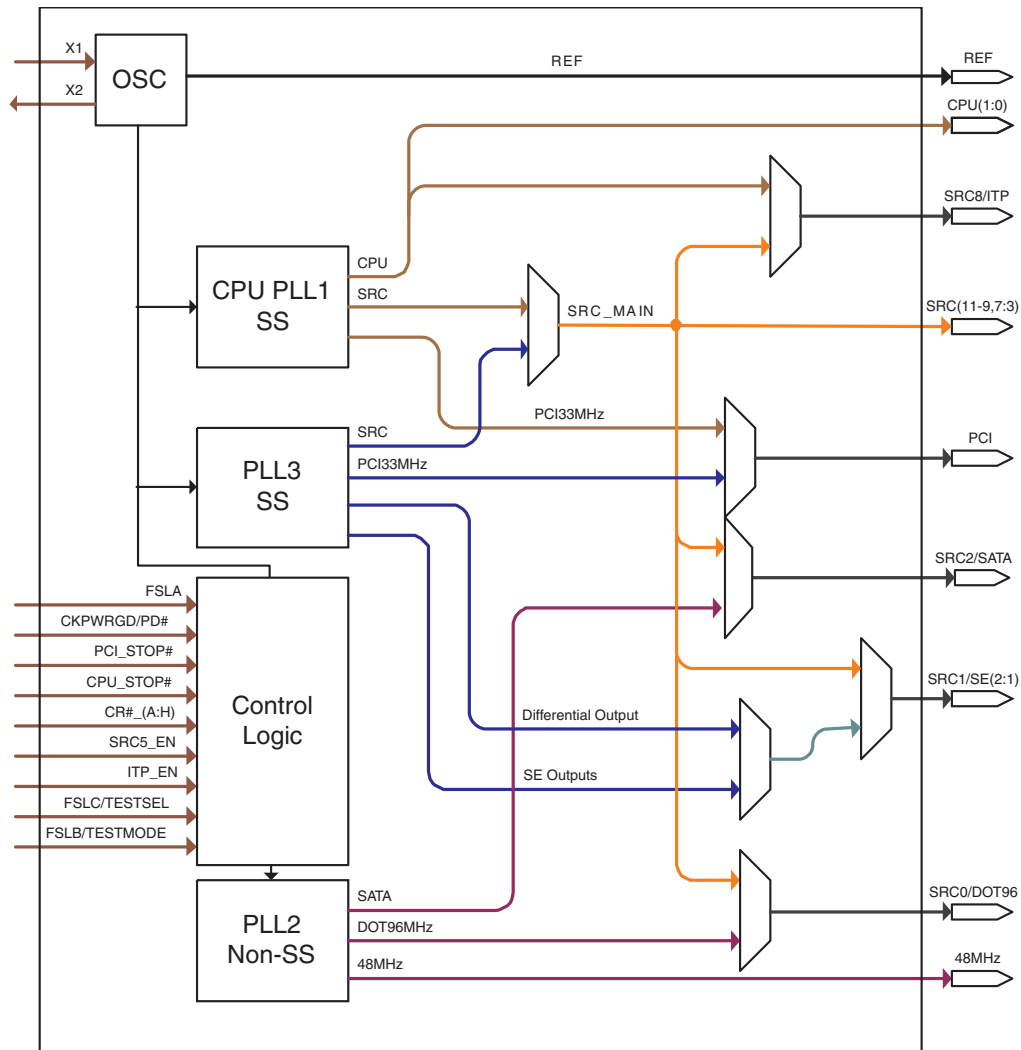 X1
X2
OSC
REF
REF
CPU(1:0)
SRC8/ITP
CPU PLL1
SS
CPU
SRC
SRC_MAIN
SRC(11-9,7:3)
PCI33MHz
PCI
PLL3
SS
SRC
PCI33MHz
SRC2/SATA
FSLA
CKPWRGD/PD#
PCI_STOP#
CPU_STOP#
CR#_(A:H)
SRC5_EN
ITP_EN
FSLC/TESTSEL
FSLB/TESTMODE
Control
Logic
Differential Output
SE Outputs
SRC1/SE(2:1)
PLL2
Non-SS
SATA
DOT96MHz
48MHz
SRC0/DOT96
48MHz